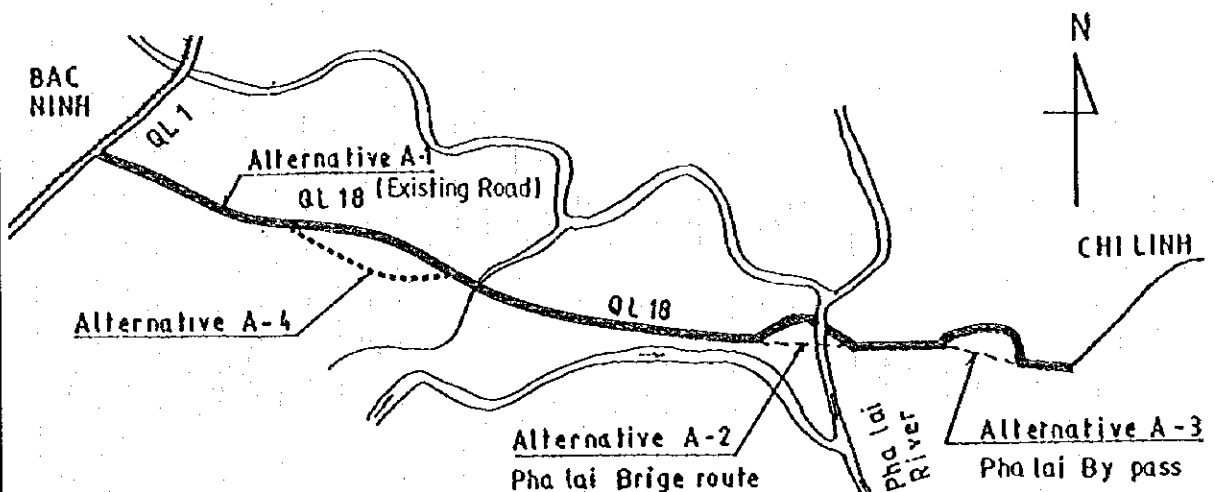 N
BAC
NINH
QL 1
Alternative A-1
QL 18 (Existing Road)
CHI LINH
Alternative A-4
QL 18
Alternative A-2
Pha lai Brige route
Pha lai
River
Alternative A-3
Pha lai By pass